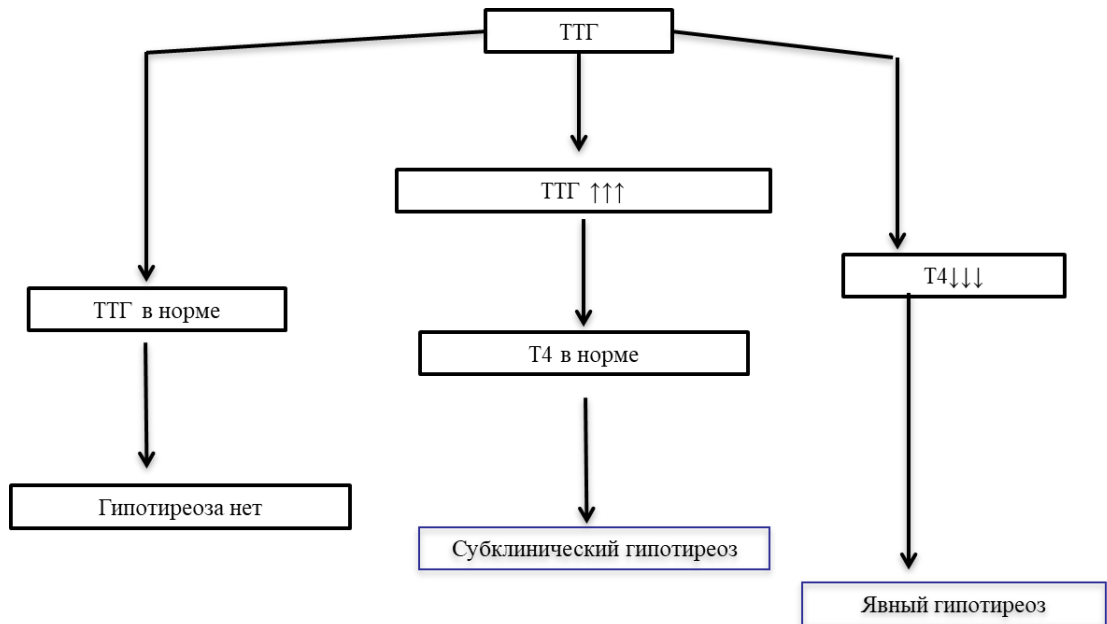 ТТГ
ТТГ ↑↑↑
Т4↓↓↓
ТТГ в норме
Т4 в норме
Гипотиреоза нет
Субклинический гипотиреоз
Явный гипотиреоз